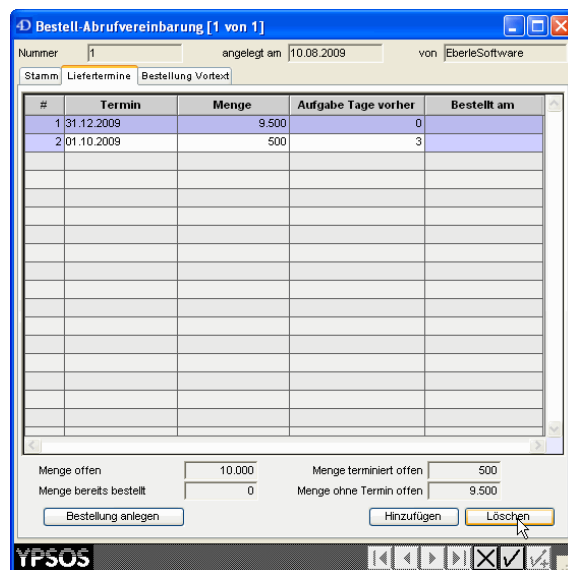 4D Bestell-Abrufvereinbarung [1 von 1]
Nummer 1 angelegt am 10.08.2009 von EberleSoftware
Stamm Liefertermine Bestellung Vortext
# Termin Menge Aufgabe Tage vorher Bestellt am
1 31.12.2009 9.500 0
2 01.10.2009 500 3
Menge offen 10.000 Menge terminiert offen 500
Menge bereits bestellt 0 Menge ohne Termin offen 9.500
Bestellung anlegen Hinzufügen Löschen
YPSOS